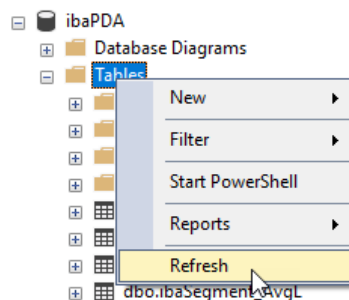 ibaPDA
Database Diagrams
Tables
New
Filter
Start PowerShell
Reports
Refresh
dbo.ibaSegment_AvgL